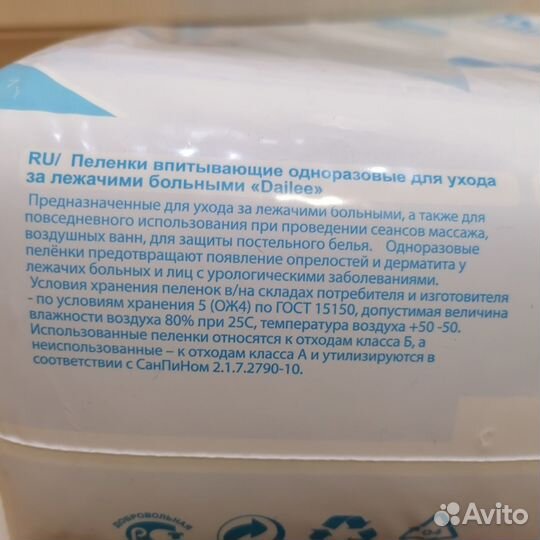 RU/ Пеленки впитывающие одноразовые для ухода
за лежачими больными «Dailee»
Предназначенные для ухода за лежачими больными, а также для
повседневного использования при проведении сеансов массажа,
воздушных ванн, для защиты постельного белья. Одноразовые
пелёнки предотвращают появление опрелостей и дерматита у
лежачих больных и лиц с урологическими заболеваниями.
Условия хранения пеленок в/на складах потребителя и изготовителя
- по условиям хранения 5 (ОЖ4) по ГОСТ 15150, допустимая величина
влажности воздуха 80% при 25С, температура воздуха +50 -50.
Использованные пеленки относятся к отходам класса Б, а
неиспользованные – к отходам класса А и утилизируются в
соответствии с СанПиНом 2.1.7.2790-10.
ДОБРОВОЛЬНАЯ
Avito